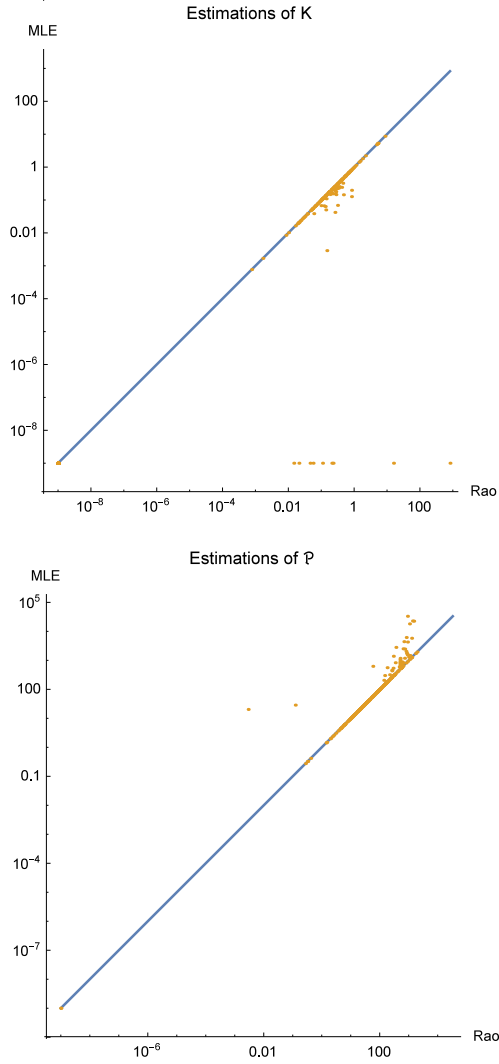 Estimations of K
MLE
100
1
0.01
10⁻⁴
10⁻⁶
10⁻⁸
Rao
10⁻⁸ 10⁻⁶ 10⁻⁴ 0.01 1 100
Estimations of Ƥ
MLE
10⁵
100
0.1
10⁻⁴
10⁻⁷
Rao
10⁻⁶ 0.01 100